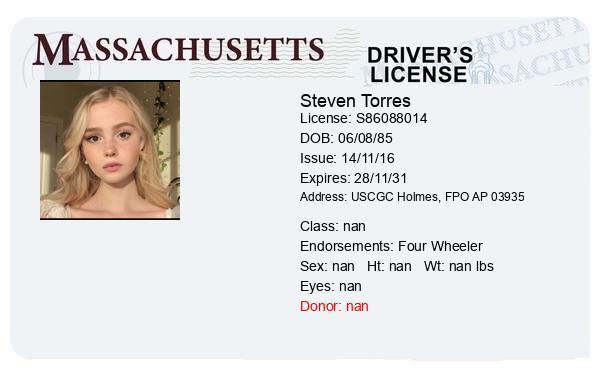 MASSACHUSETTS
DRIVER'S
LICENSE
Steven Torres
License: S86088014
DOB: 06/08/85
Issue: 14/11/16
Expires: 28/11/31
Address: USCGC Holmes, FPO AP 03935
Class: nan
Endorsements: Four Wheeler
Sex: nan Ht: nan Wt: nan lbs
Eyes: nan
Donor: nan